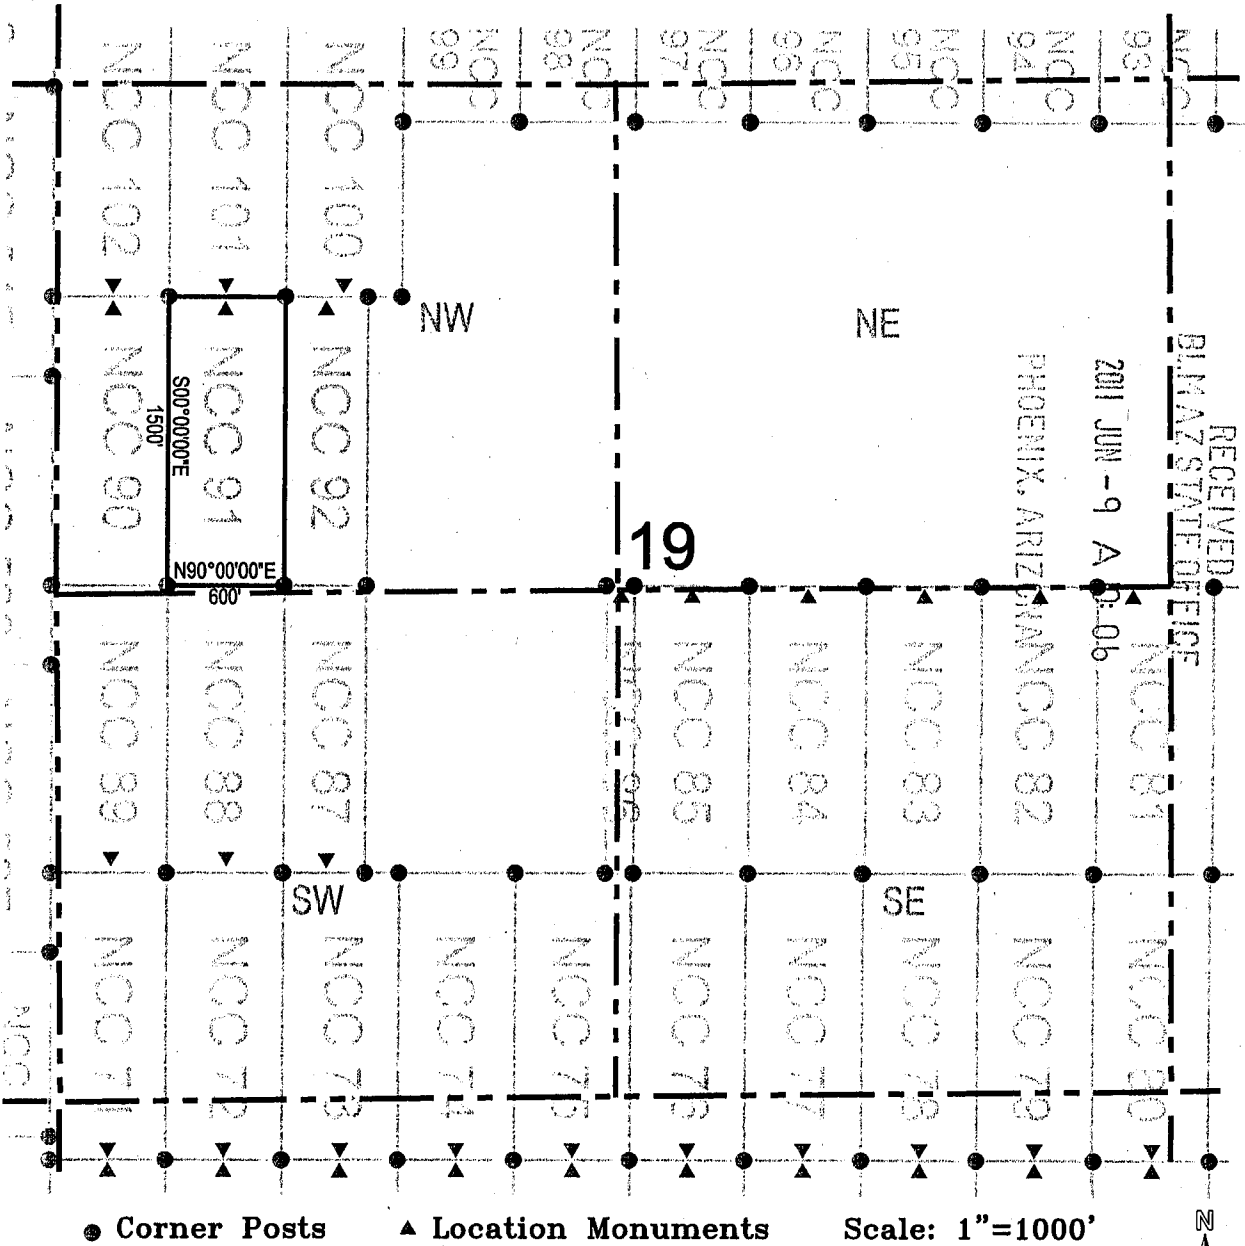 NCC 99
NCC 98
NCC 97
NCC 96
NCC 95
NCC 94
NCC 93
NCC 102
NCC 101
NCC 100
NW
NE
NCC 90
S00°00'00"E
1500'
NCC 91
NCC 92
N90°00'00"E
600'
19
RECEIVED
BLM AZ STATE OFFICE
2011 JUN -9 A
PHOENIX, ARIZONA
NCC 89
NCC 88
NCC 87
NCC 86
NCC 85
NCC 84
NCC 83
NCC 82
NCC 81
SW
SE
NCC 71
NCC 72
NCC 73
NCC 74
NCC 75
NCC 76
NCC 77
NCC 78
NCC 79
NCC 80
NCC
Corner Posts
Location Monuments
Scale: 1"=1000'
N